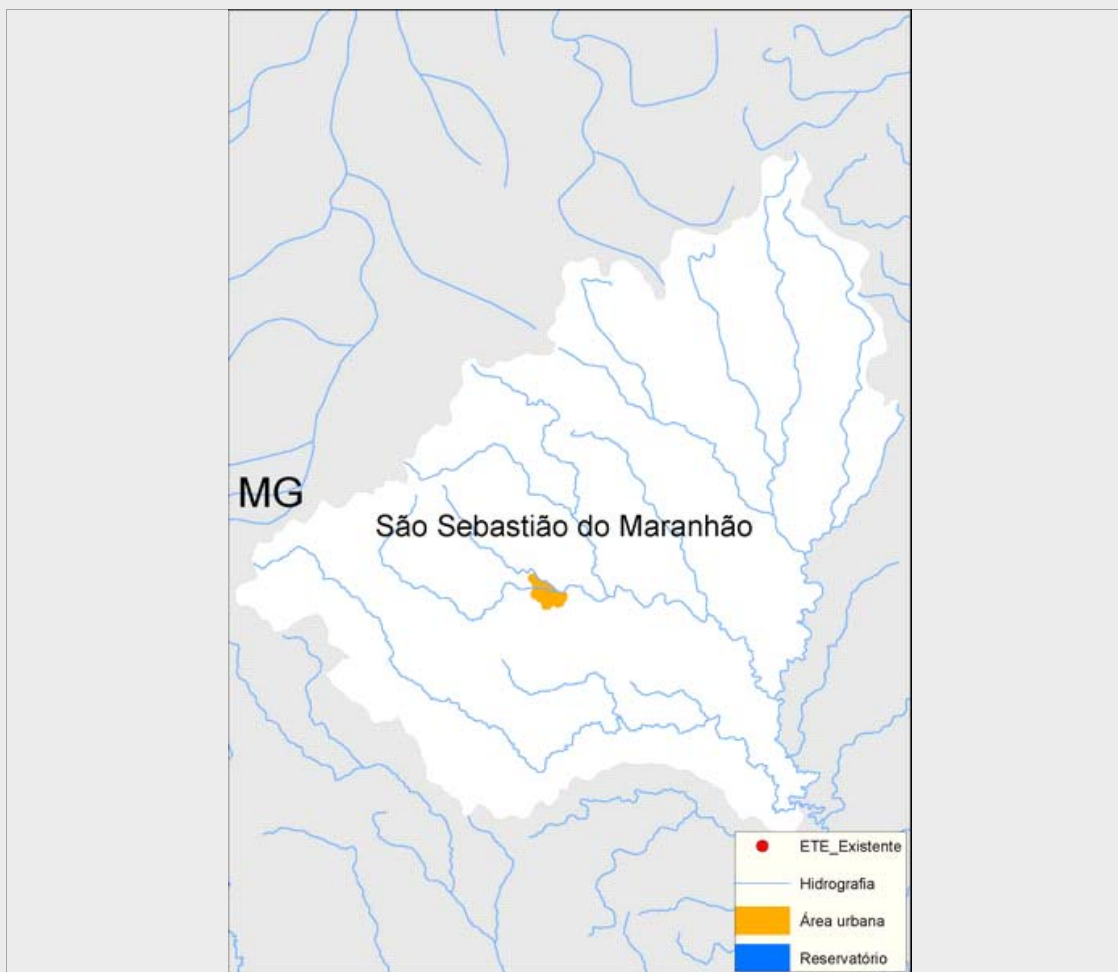 MG
São Sebastião do Maranhão
ETE_Existente
Hidrografia
Área urbana
Reservatório